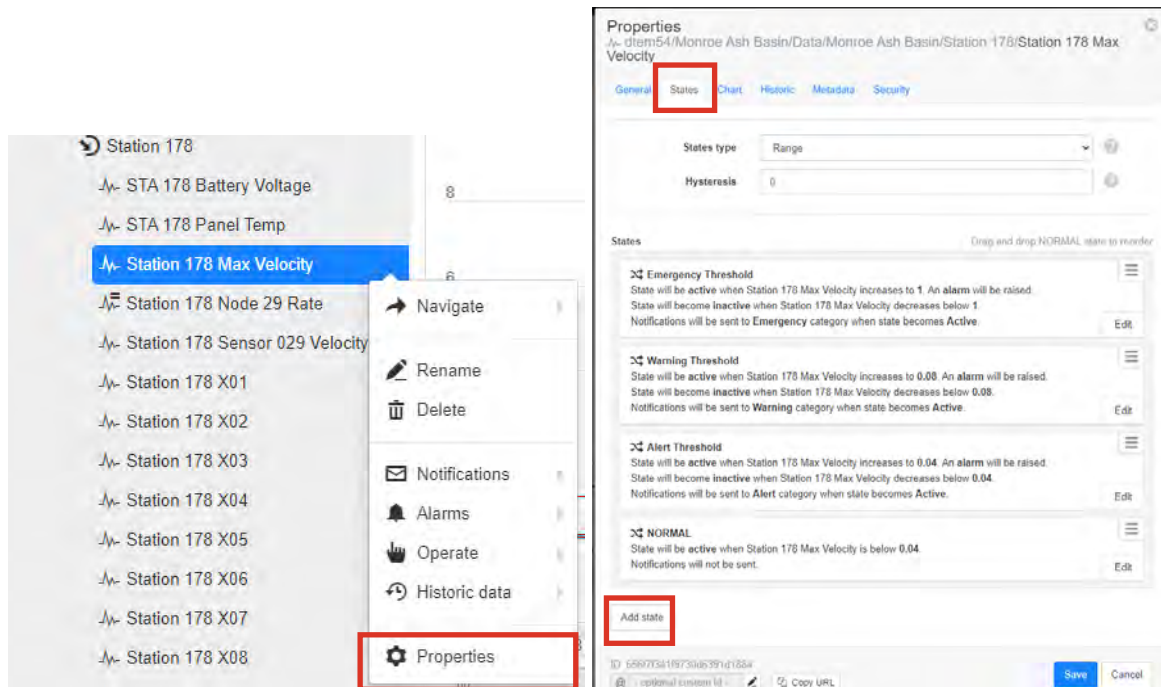 Station 178
STA 178 Battery Voltage
STA 178 Panel Temp
Station 178 Max Velocity
Station 178 Node 29 Rate
Station 178 Sensor 029 Velocity
Station 178 X01
Station 178 X02
Station 178 X03
Station 178 X04
Station 178 X05
Station 178 X06
Station 178 X07
Station 178 X08
8
6
Navigate
Rename
Delete
Notifications
Alarms
Operate
Historic data
Properties
Properties
dtem54/Monroe Ash Basin/Data/Monroe Ash Basin/Station 178/Station 178 Max
Velocity
General States Chart Historic Metadata Security
States type Range
Hysteresis 0
States Drag and drop NORMAL state to reorder
Emergency Threshold
State will be active when Station 178 Max Velocity increases to 1. An alarm will be raised.
State will become inactive when Station 178 Max Velocity decreases below 1.
Notifications will be sent to Emergency category when state becomes Active.
Edit
Warning Threshold
State will be active when Station 178 Max Velocity increases to 0.08. An alarm will be raised.
State will become inactive when Station 178 Max Velocity decreases below 0.08.
Notifications will be sent to Warning category when state becomes Active.
Edit
Alert Threshold
State will be active when Station 178 Max Velocity increases to 0.04. An alarm will be raised.
State will become inactive when Station 178 Max Velocity decreases below 0.04.
Notifications will be sent to Alert category when state becomes Active.
Edit
NORMAL
State will be active when Station 178 Max Velocity is below 0.04.
Notifications will not be sent.
Edit
Add state
ID
@ - optional custom id - Copy URL
Save Cancel